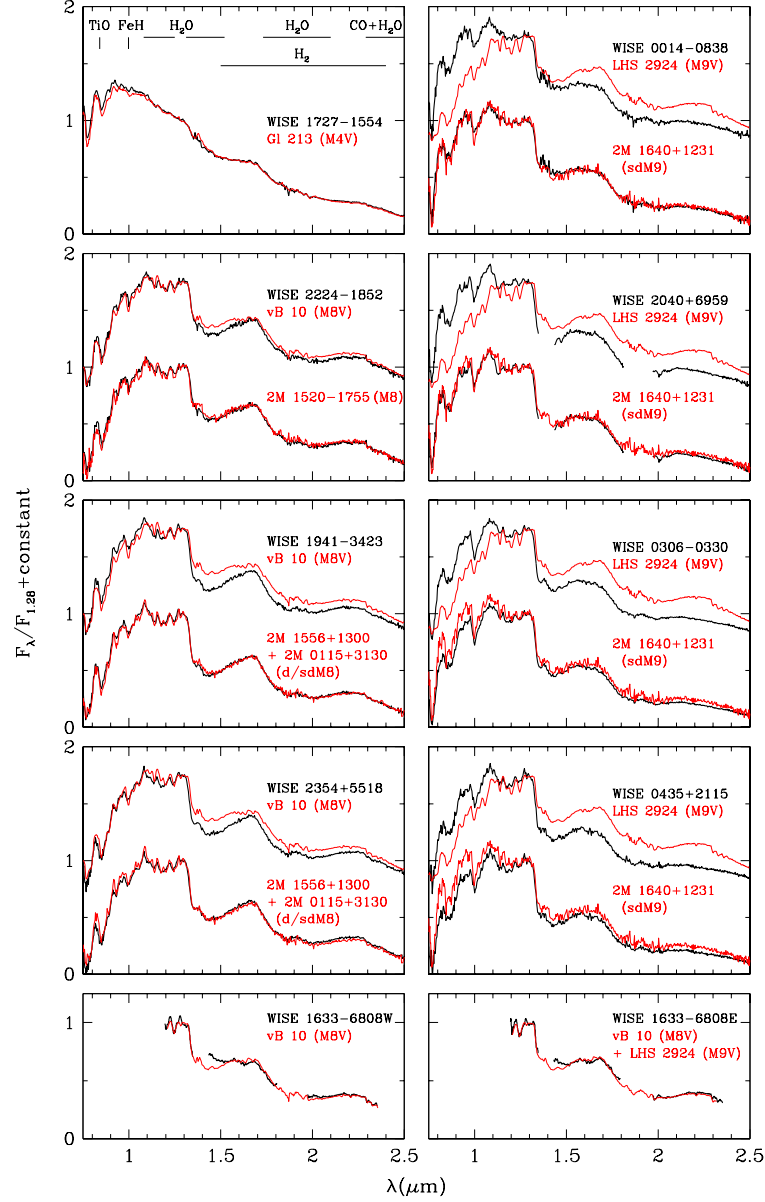 TiO FeH H₂O H₂O CO+H₂O
H₂
WISE 1727−1554
Gl 213 (M4V)
2
1
0
WISE 0014−0838
LHS 2924 (M9V)
2M 1640+1231
(sdM9)
WISE 2224−1852
vB 10 (M8V)
2M 1520−1755(M8)
2
1
0
WISE 2040+6959
LHS 2924 (M9V)
2M 1640+1231
(sdM9)
WISE 1941−3423
vB 10 (M8V)
2M 1556+1300
+ 2M 0115+3130
(d/sdM8)
2
1
0
WISE 0306−0330
LHS 2924 (M9V)
2M 1640+1231
(sdM9)
WISE 2354+5518
vB 10 (M8V)
2M 1556+1300
+ 2M 0115+3130
(d/sdM8)
2
1
0
WISE 0435+2115
LHS 2924 (M9V)
2M 1640+1231
(sdM9)
WISE 1633−6808W
vB 10 (M8V)
1
0
WISE 1633−6808E
vB 10 (M8V)
+ LHS 2924 (M9V)
1 1.5 2 2.5
1 1.5 2 2.5
λ(μm)
F_λ/F_1.28+constant